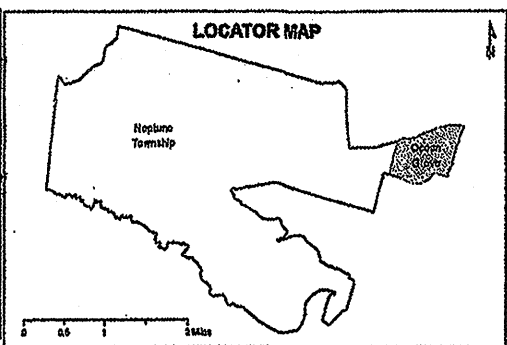 LOCATOR MAP
N
Neptune
Township
Ocean
Grove
0 0.5 1 2 Miles